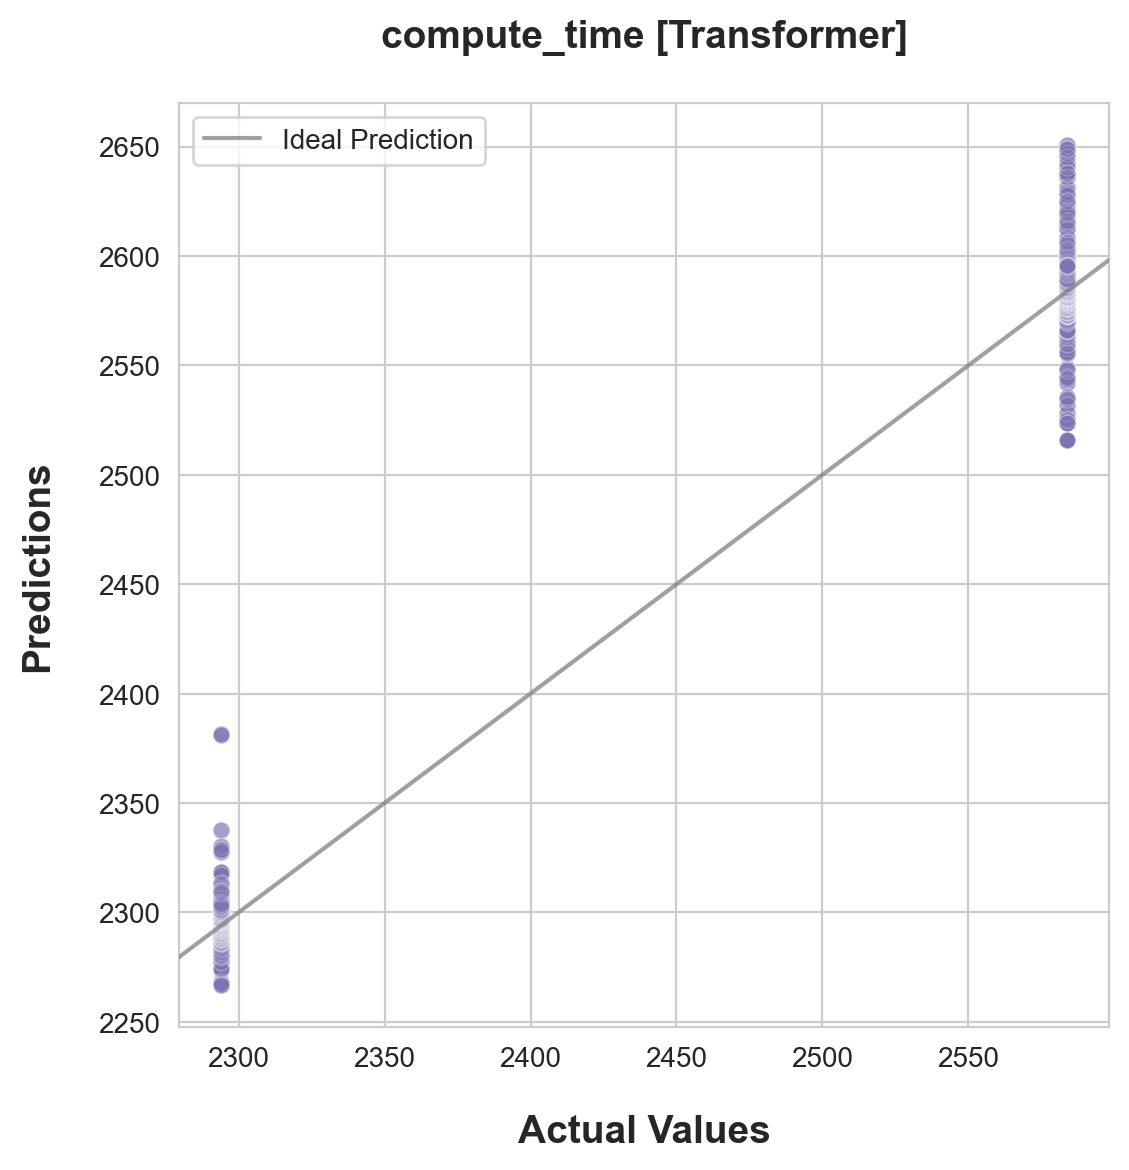 compute_time [Transformer]
Ideal Prediction
2650
2600
2550
2500
2450
2400
2350
2300
2250
Predictions
2300 2350 2400 2450 2500 2550
Actual Values